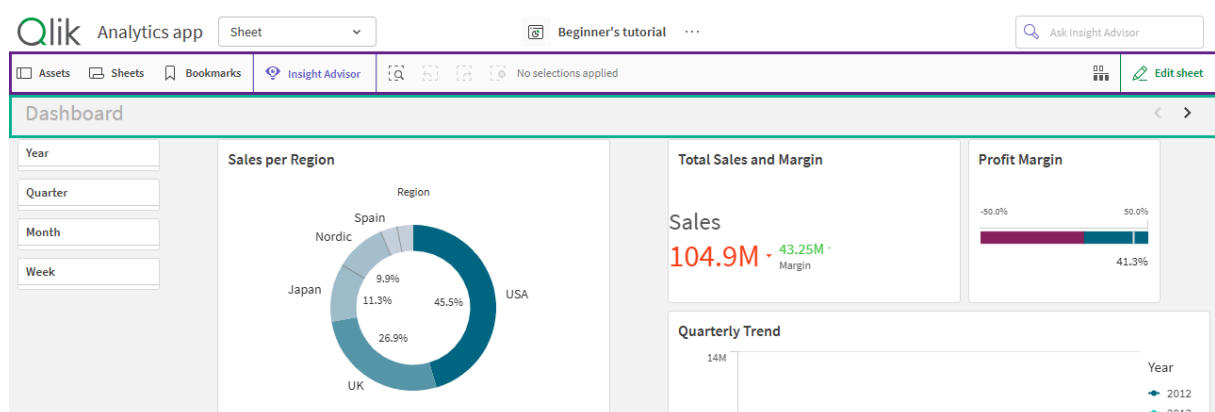 Qlik Analytics app Sheet Beginner's tutorial ... Ask Insight Advisor
Assets Sheets Bookmarks Insight Advisor No selections applied Edit sheet
Dashboard
Year
Quarter
Month
Week
Sales per Region
Region
Spain
Nordic
Japan
USA
UK
9.9%
11.3%
45.5%
26.9%
Total Sales and Margin
Sales
104.9M
43.25M
Margin
Profit Margin
-50.0% 50.0%
41.3%
Quarterly Trend
14M
Year
2012